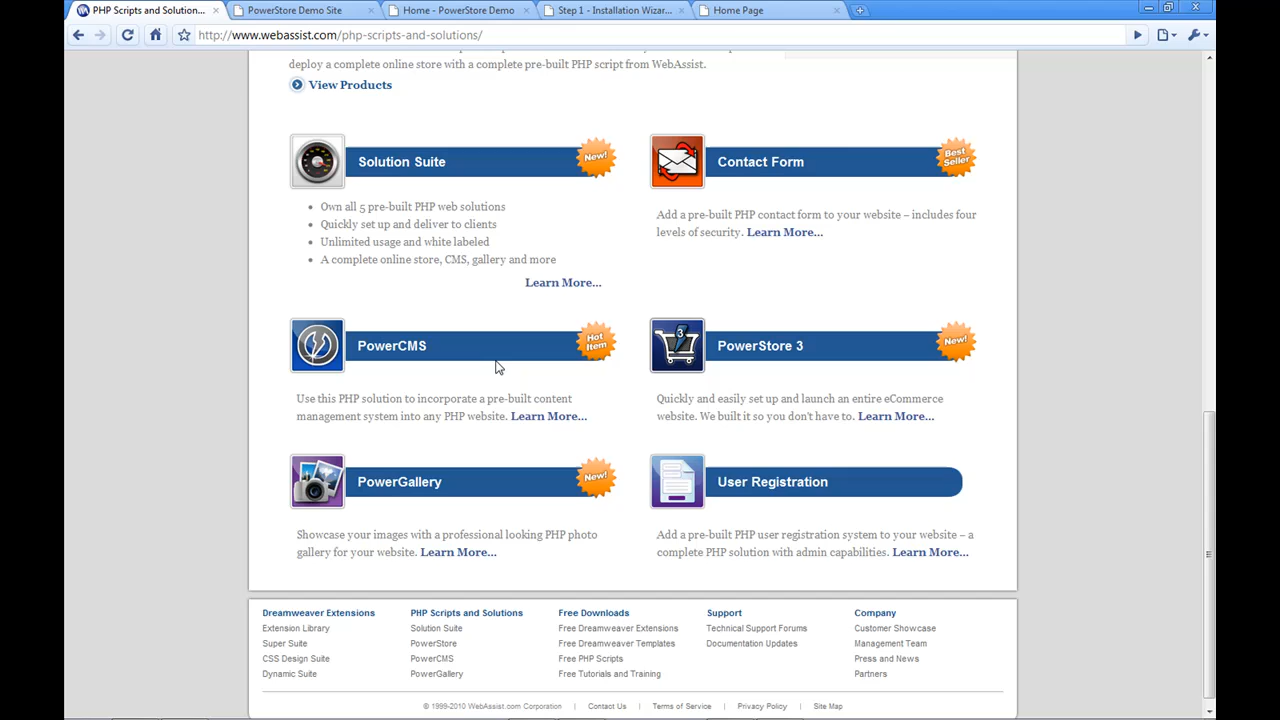 PHP Scripts and Solution...
PowerStore Demo Site
Home - PowerStore Demo
Step 1 - Installation Wizar...
Home Page
http://www.webassist.com/php-scripts-and-solutions/
deploy a complete online store with a complete pre-built PHP script from WebAssist.
View Products
Solution Suite
New!
Contact Form
Best
Seller
Own all 5 pre-built PHP web solutions
Quickly set up and deliver to clients
Unlimited usage and white labeled
A complete online store, CMS, gallery and more
Learn More...
Add a pre-built PHP contact form to your website – includes four
levels of security. Learn More...
PowerCMS
Hot
Item
PowerStore 3
3
New!
Use this PHP solution to incorporate a pre-built content
management system into any PHP website. Learn More...
Quickly and easily set up and launch an entire eCommerce
website. We built it so you don't have to. Learn More...
PowerGallery
New!
User Registration
Showcase your images with a professional looking PHP photo
gallery for your website. Learn More...
Add a pre-built PHP user registration system to your website – a
complete PHP solution with admin capabilities. Learn More...
Dreamweaver Extensions
Extension Library
Super Suite
CSS Design Suite
Dynamic Suite
PHP Scripts and Solutions
Solution Suite
PowerStore
PowerCMS
PowerGallery
Free Downloads
Free Dreamweaver Extensions
Free Dreamweaver Templates
Free PHP Scripts
Free Tutorials and Training
Support
Technical Support Forums
Documentation Updates
Company
Customer Showcase
Management Team
Press and News
Partners
© 1999-2010 WebAssist.com Corporation | Contact Us | Terms of Service | Privacy Policy | Site Map